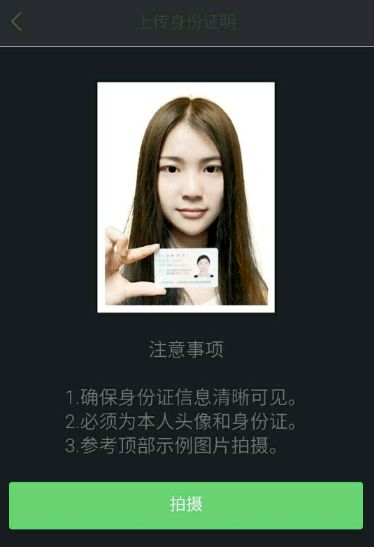 上传身份证明
注意事项
1.确保身份证信息清晰可见。
2.必须为本人头像和身份证。
3.参考顶部示例图片拍摄。
拍摄